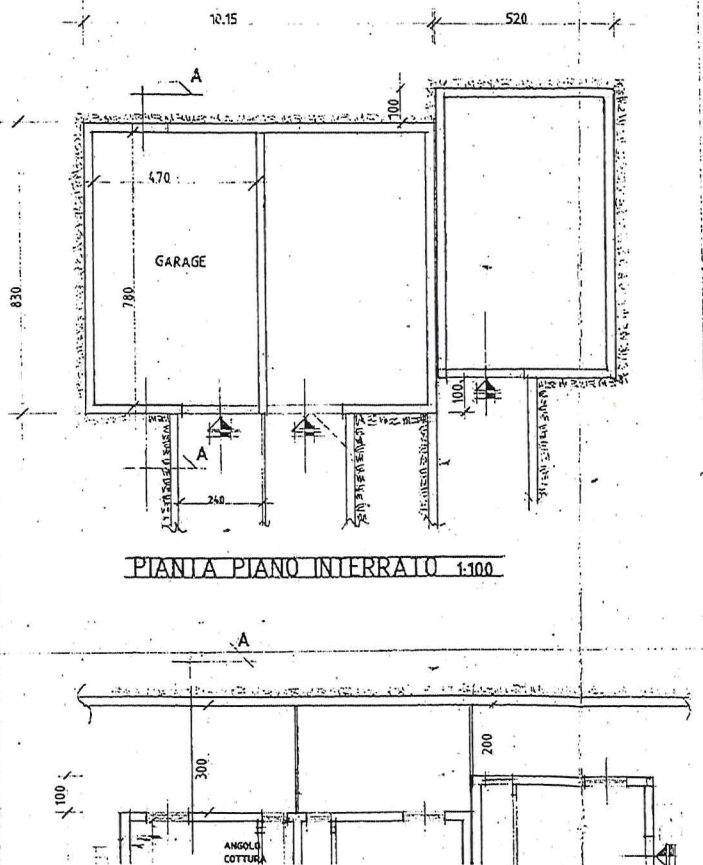 10.15
520
A
100
470
GARAGE
830
780
100
A
240
PIANTA PIANO INTERRATO 1:100
A
300
200
100
ANGOLO
COTTURA